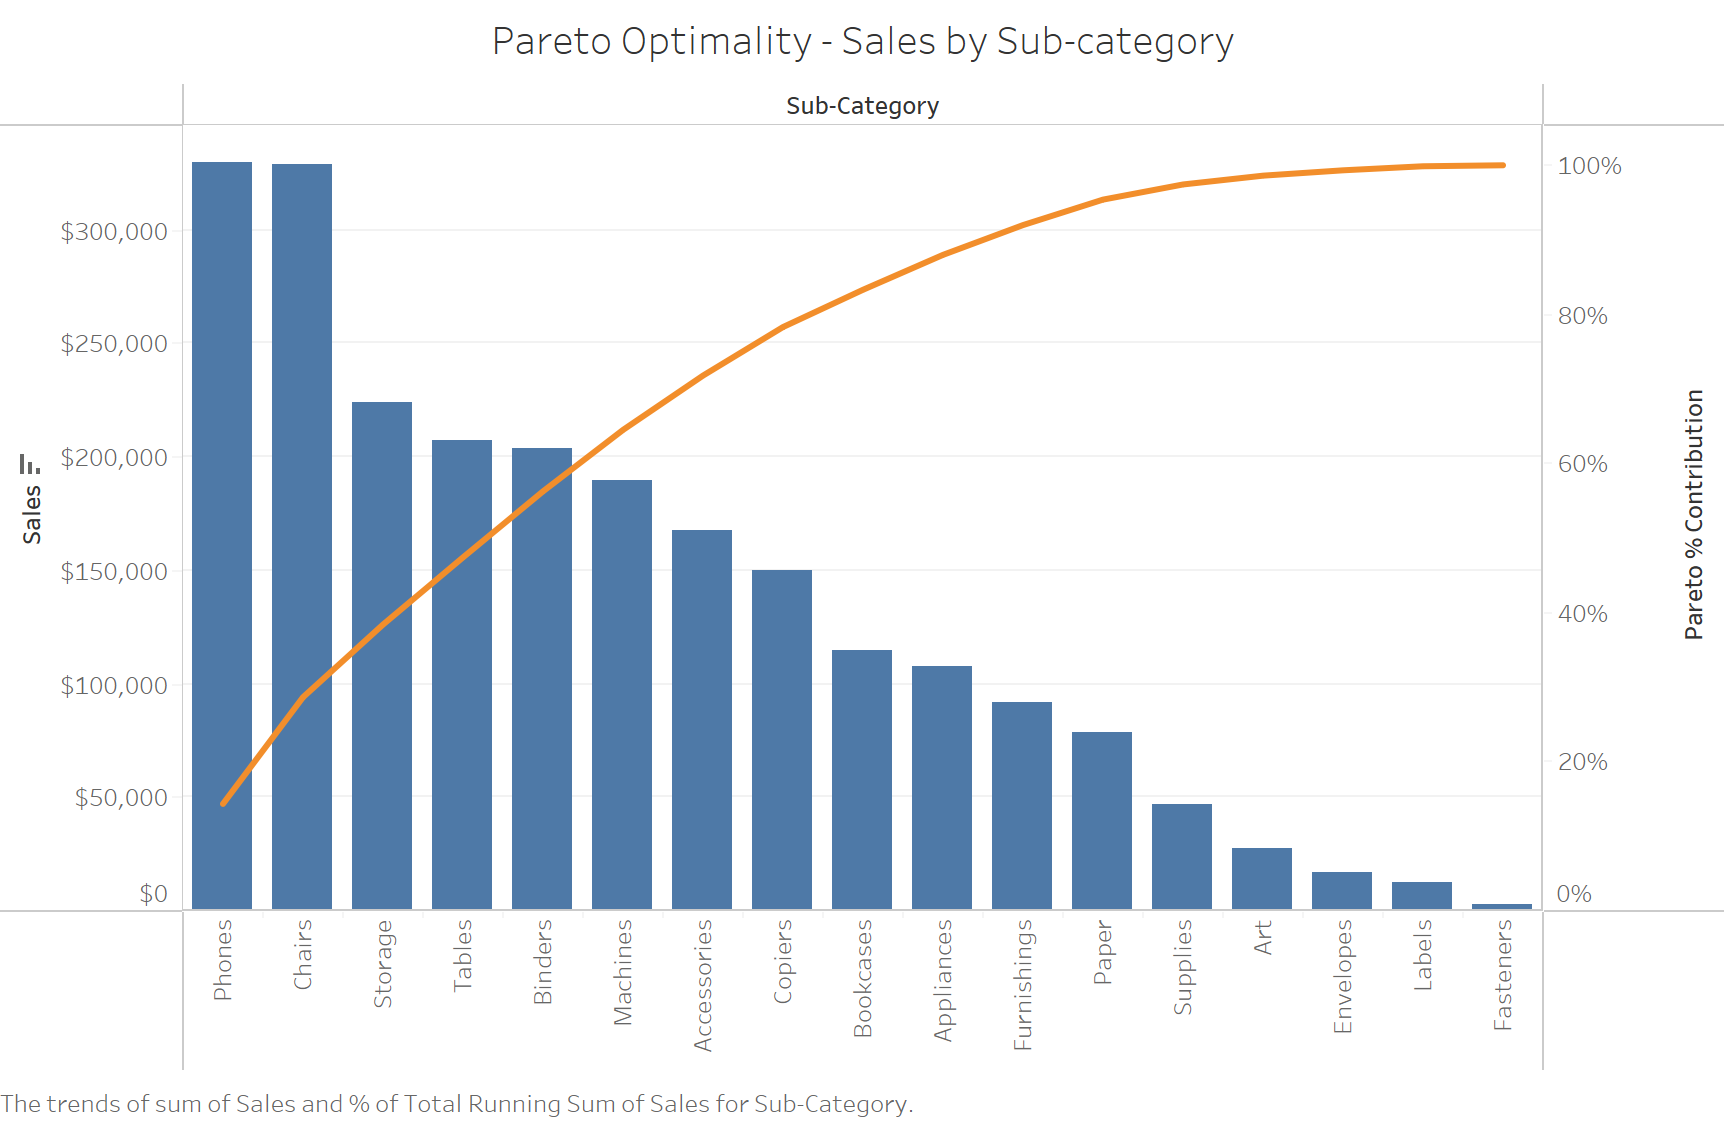 Pareto Optimality - Sales by Sub-category
Sub-Category
Sales
$300,000
$250,000
$200,000
$150,000
$100,000
$50,000
$0
100%
80%
60%
40%
20%
0%
Pareto % Contribution
Phones
Chairs
Storage
Tables
Binders
Machines
Accessories
Copiers
Bookcases
Appliances
Furnishings
Paper
Supplies
Art
Envelopes
Labels
Fasteners
The trends of sum of Sales and % of Total Running Sum of Sales for Sub-Category.